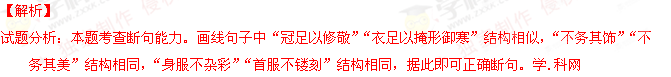 【解析】
试题分析：本题考查断句能力。画线句子中“冠足以修敬”“衣足以掩形御寒”结构相似，“不务其饰”“不
务其美”结构相同，“身服不杂彩”“首服不镂刻”结构相同，据此即可正确断句。学.科网